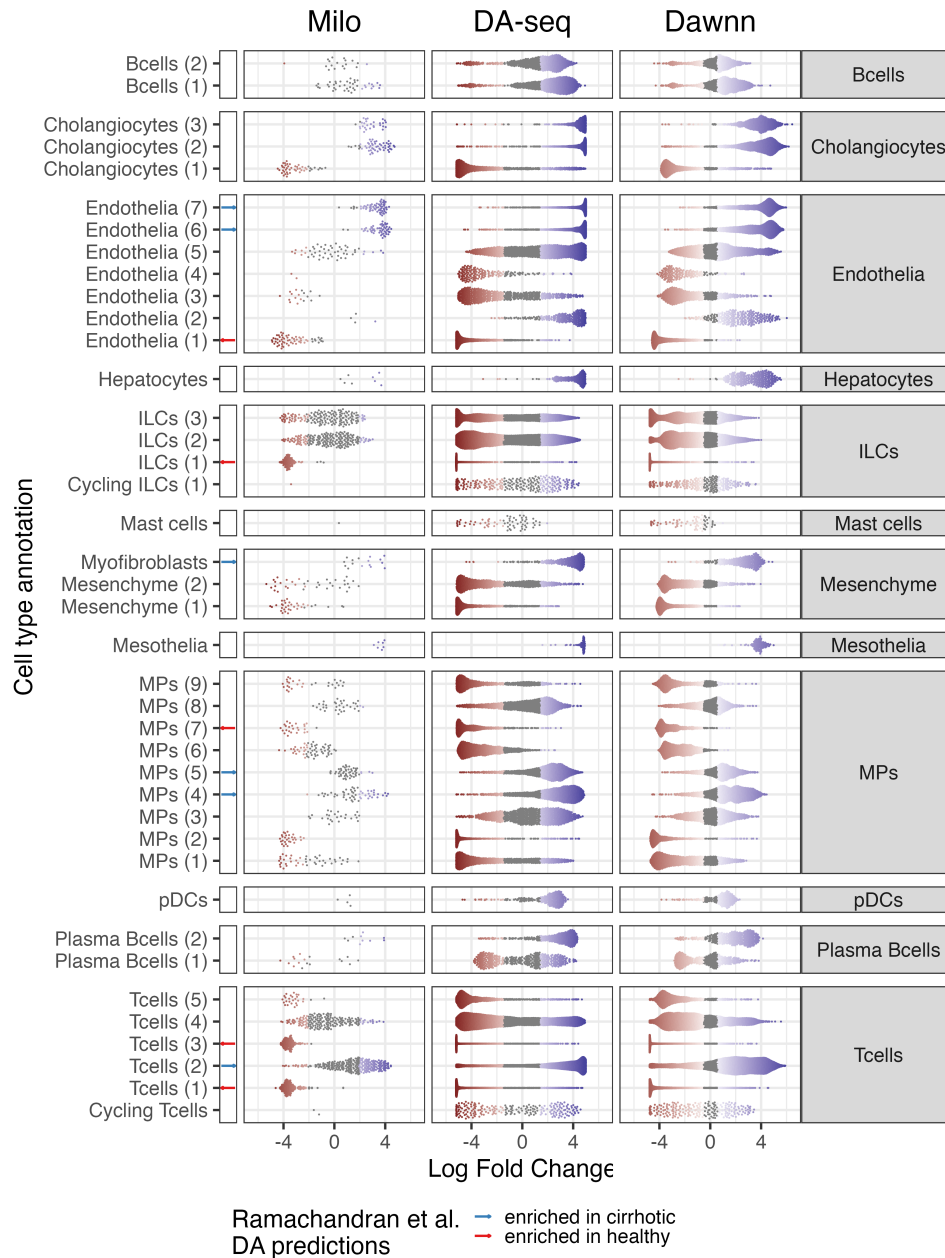 Milo DA-seq Dawnn
Bcells (2)
Bcells (1)
Bcells
Cholangiocytes (3)
Cholangiocytes (2)
Cholangiocytes (1)
Cholangiocytes
Endothelia (7)
Endothelia (6)
Endothelia (5)
Endothelia (4)
Endothelia (3)
Endothelia (2)
Endothelia (1)
Endothelia
Hepatocytes
Hepatocytes
ILCs (3)
ILCs (2)
ILCs (1)
Cycling ILCs (1)
ILCs
Mast cells
Mast cells
Myofibroblasts
Mesenchyme (2)
Mesenchyme (1)
Mesenchyme
Mesothelia
Mesothelia
MPs (9)
MPs (8)
MPs (7)
MPs (6)
MPs (5)
MPs (4)
MPs (3)
MPs (2)
MPs (1)
MPs
pDCs
pDCs
Plasma Bcells (2)
Plasma Bcells (1)
Plasma Bcells
Tcells (5)
Tcells (4)
Tcells (3)
Tcells (2)
Tcells (1)
Cycling Tcells
Tcells
Cell type annotation
-4 0 4 -4 0 4 -4 0 4
Log Fold Change
Ramachandran et al.
DA predictions
enriched in cirrhotic
enriched in healthy